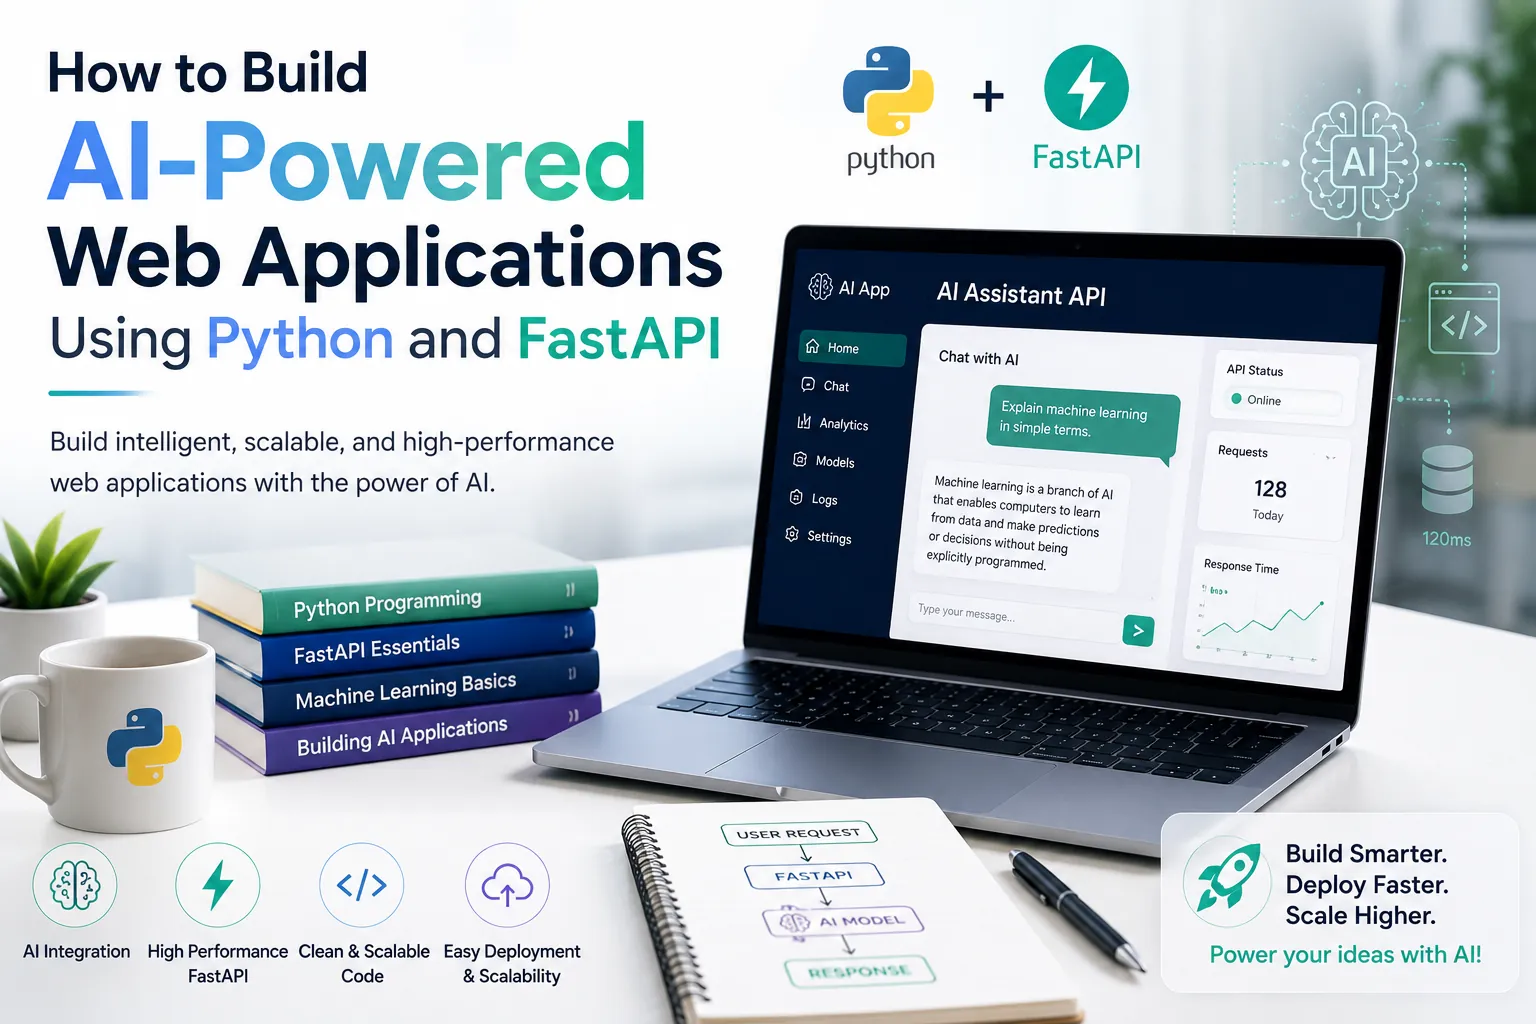 How to Build
AI-Powered
Web Applications
Using Python and FastAPI
Build intelligent, scalable, and high-performance
web applications with the power of AI.
python
+
FastAPI
AI
</>
120ms
AI App
AI Assistant API
Home
Chat
Analytics
Models
Logs
Settings
Chat with AI
Explain machine learning
in simple terms.
Machine learning is a branch of AI
that enables computers to learn
from data and make predictions
or decisions without being
explicitly programmed.
Type your message...
API Status
Online
Requests
128
Today
Response Time
Python Programming
FastAPI Essentials
Machine Learning Basics
Building AI Applications
USER REQUEST
FASTAPI
AI MODEL
RESPONSE
AI Integration
High Performance
FastAPI
</>
Clean & Scalable
Code
Easy Deployment
& Scalability
Build Smarter.
Deploy Faster.
Scale Higher.
Power your ideas with AI!